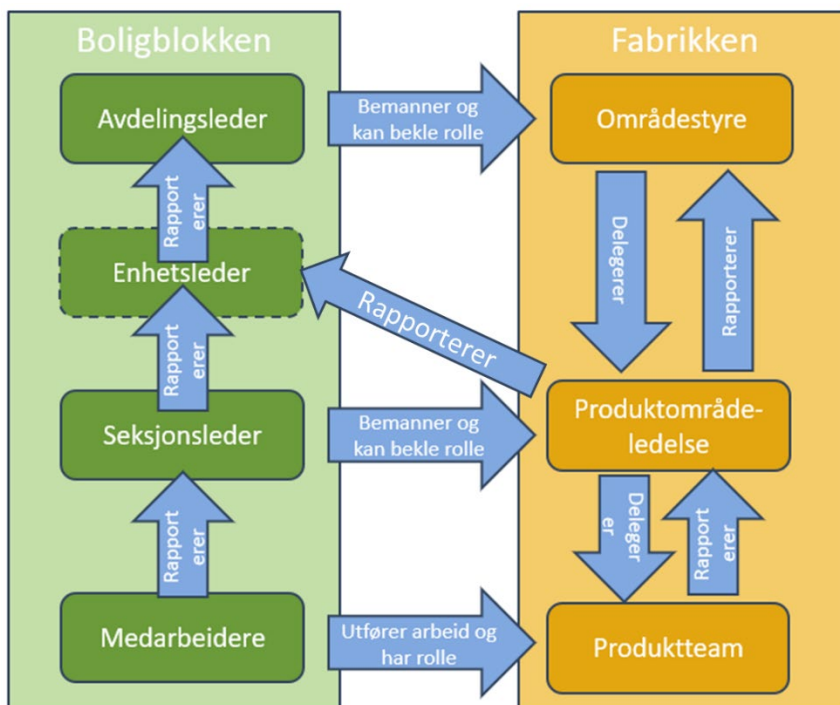 Boligblokken
Fabrikken
Avdelingsleder
Bemanner og
kan bekle rolle
Områdestyre
Rapport
erer
Delegerer
Rapporterer
Enhetsleder
Rapporterer
Rapport
erer
Seksjonsleder
Bemanner og
kan bekle rolle
Produktområde-
ledelse
Rapport
erer
Deleger
er
Rapport
erer
Medarbeidere
Utfører arbeid og
har rolle
Produktteam